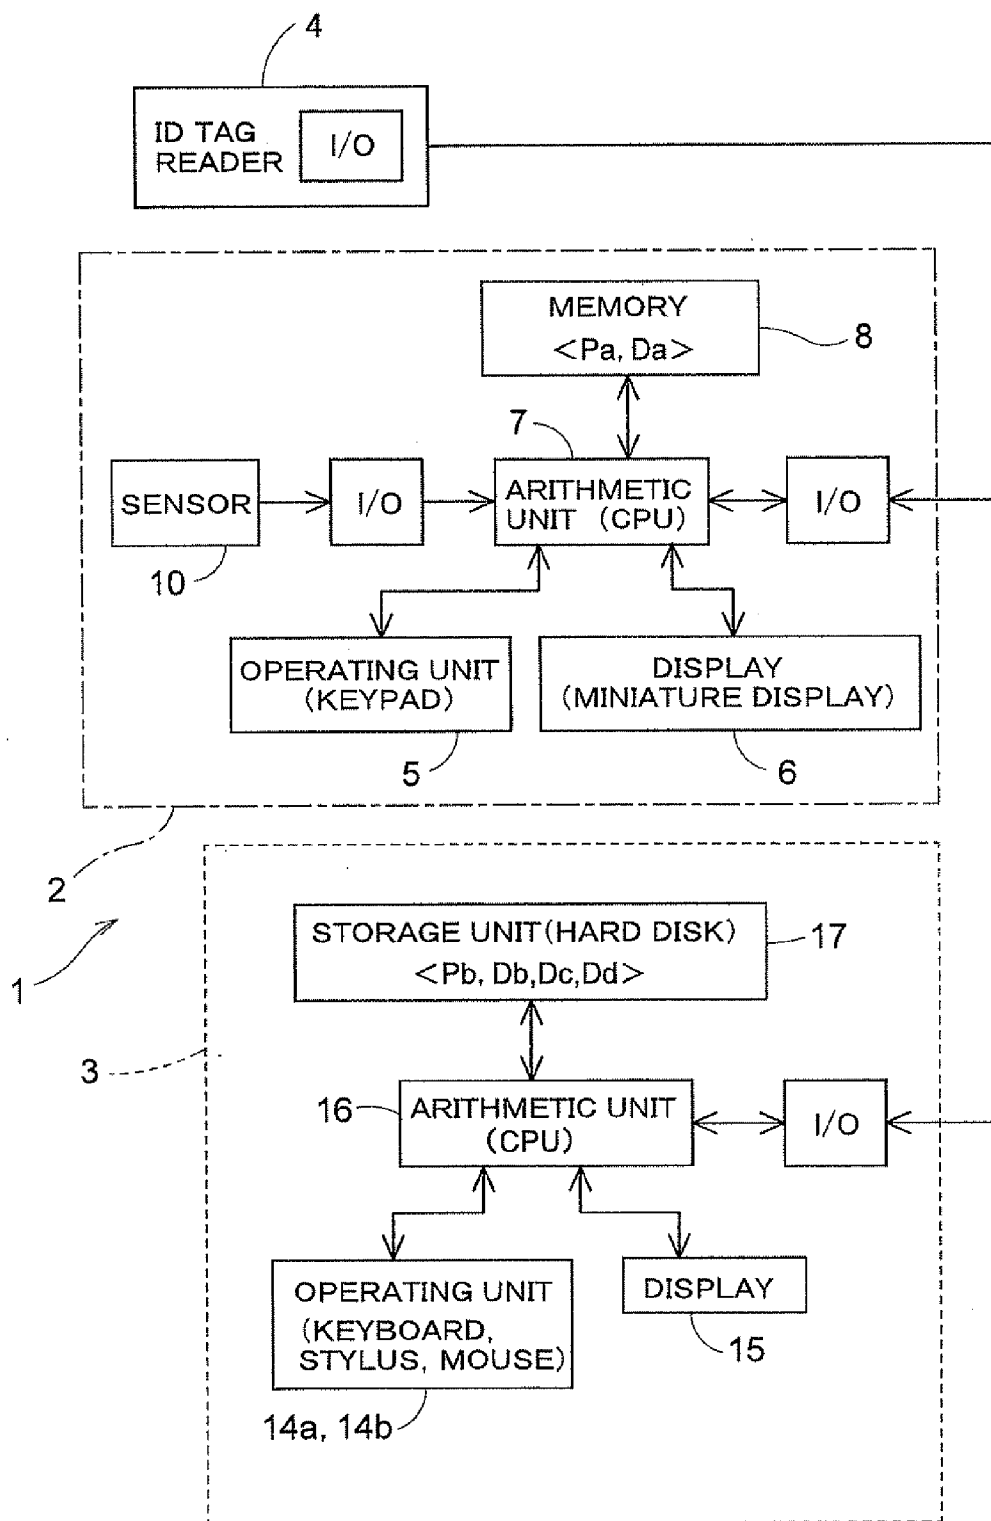 4
ID TAG
READER
I/O
MEMORY
<Pa, Da>
8
7
SENSOR
I/O
ARITHMETIC
UNIT (CPU)
I/O
10
OPERATING UNIT
(KEYPAD)
DISPLAY
(MINIATURE DISPLAY)
5
6
2
1
STORAGE UNIT(HARD DISK)
<Pb, Db,Dc,Dd>
17
3
16
ARITHMETIC UNIT
(CPU)
I/O
OPERATING UNIT
(KEYBOARD,
STYLUS, MOUSE)
DISPLAY
15
14a, 14b